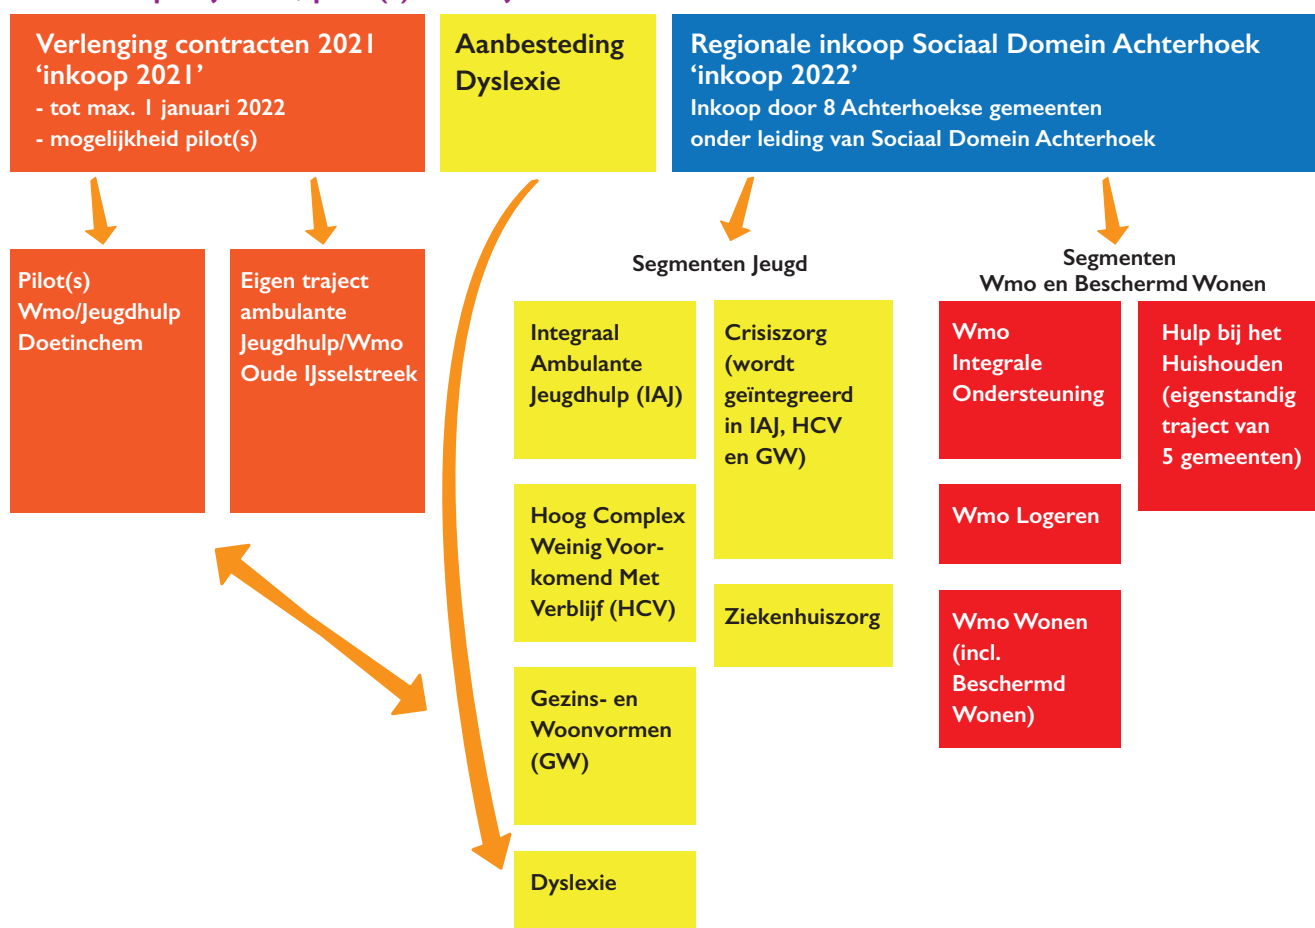 Verlenging contracten 2021
‘inkoop 2021’
- tot max. 1 januari 2022
- mogelijkheid pilot(s)
Aanbesteding
Dyslexie
Regionale inkoop Sociaal Domein Achterhoek
‘inkoop 2022’
Inkoop door 8 Achterhoekse gemeenten
onder leiding van Sociaal Domein Achterhoek
Pilot(s)
Wmo/Jeugdhulp
Doetinchem
Eigen traject
ambulante
Jeugdhulp/Wmo
Oude IJsselstreek
Segmenten Jeugd
Integraal
Ambulante
Jeugdhulp (IAJ)
Hoog Complex
Weinig Voor-
komend Met
Verblijf (HCV)
Gezins- en
Woonvormen
(GW)
Dyslexie
Crisiszorg
(wordt
geïntegreerd
in IAJ, HCV
en GW)
Ziekenhuiszorg
Segmenten
Wmo en Beschermd Wonen
Wmo
Integrale
Ondersteuning
Wmo Logeren
Wmo Wonen
(incl.
Beschermd
Wonen)
Hulp bij het
Huishouden
(eigenstandig
traject van
5 gemeenten)